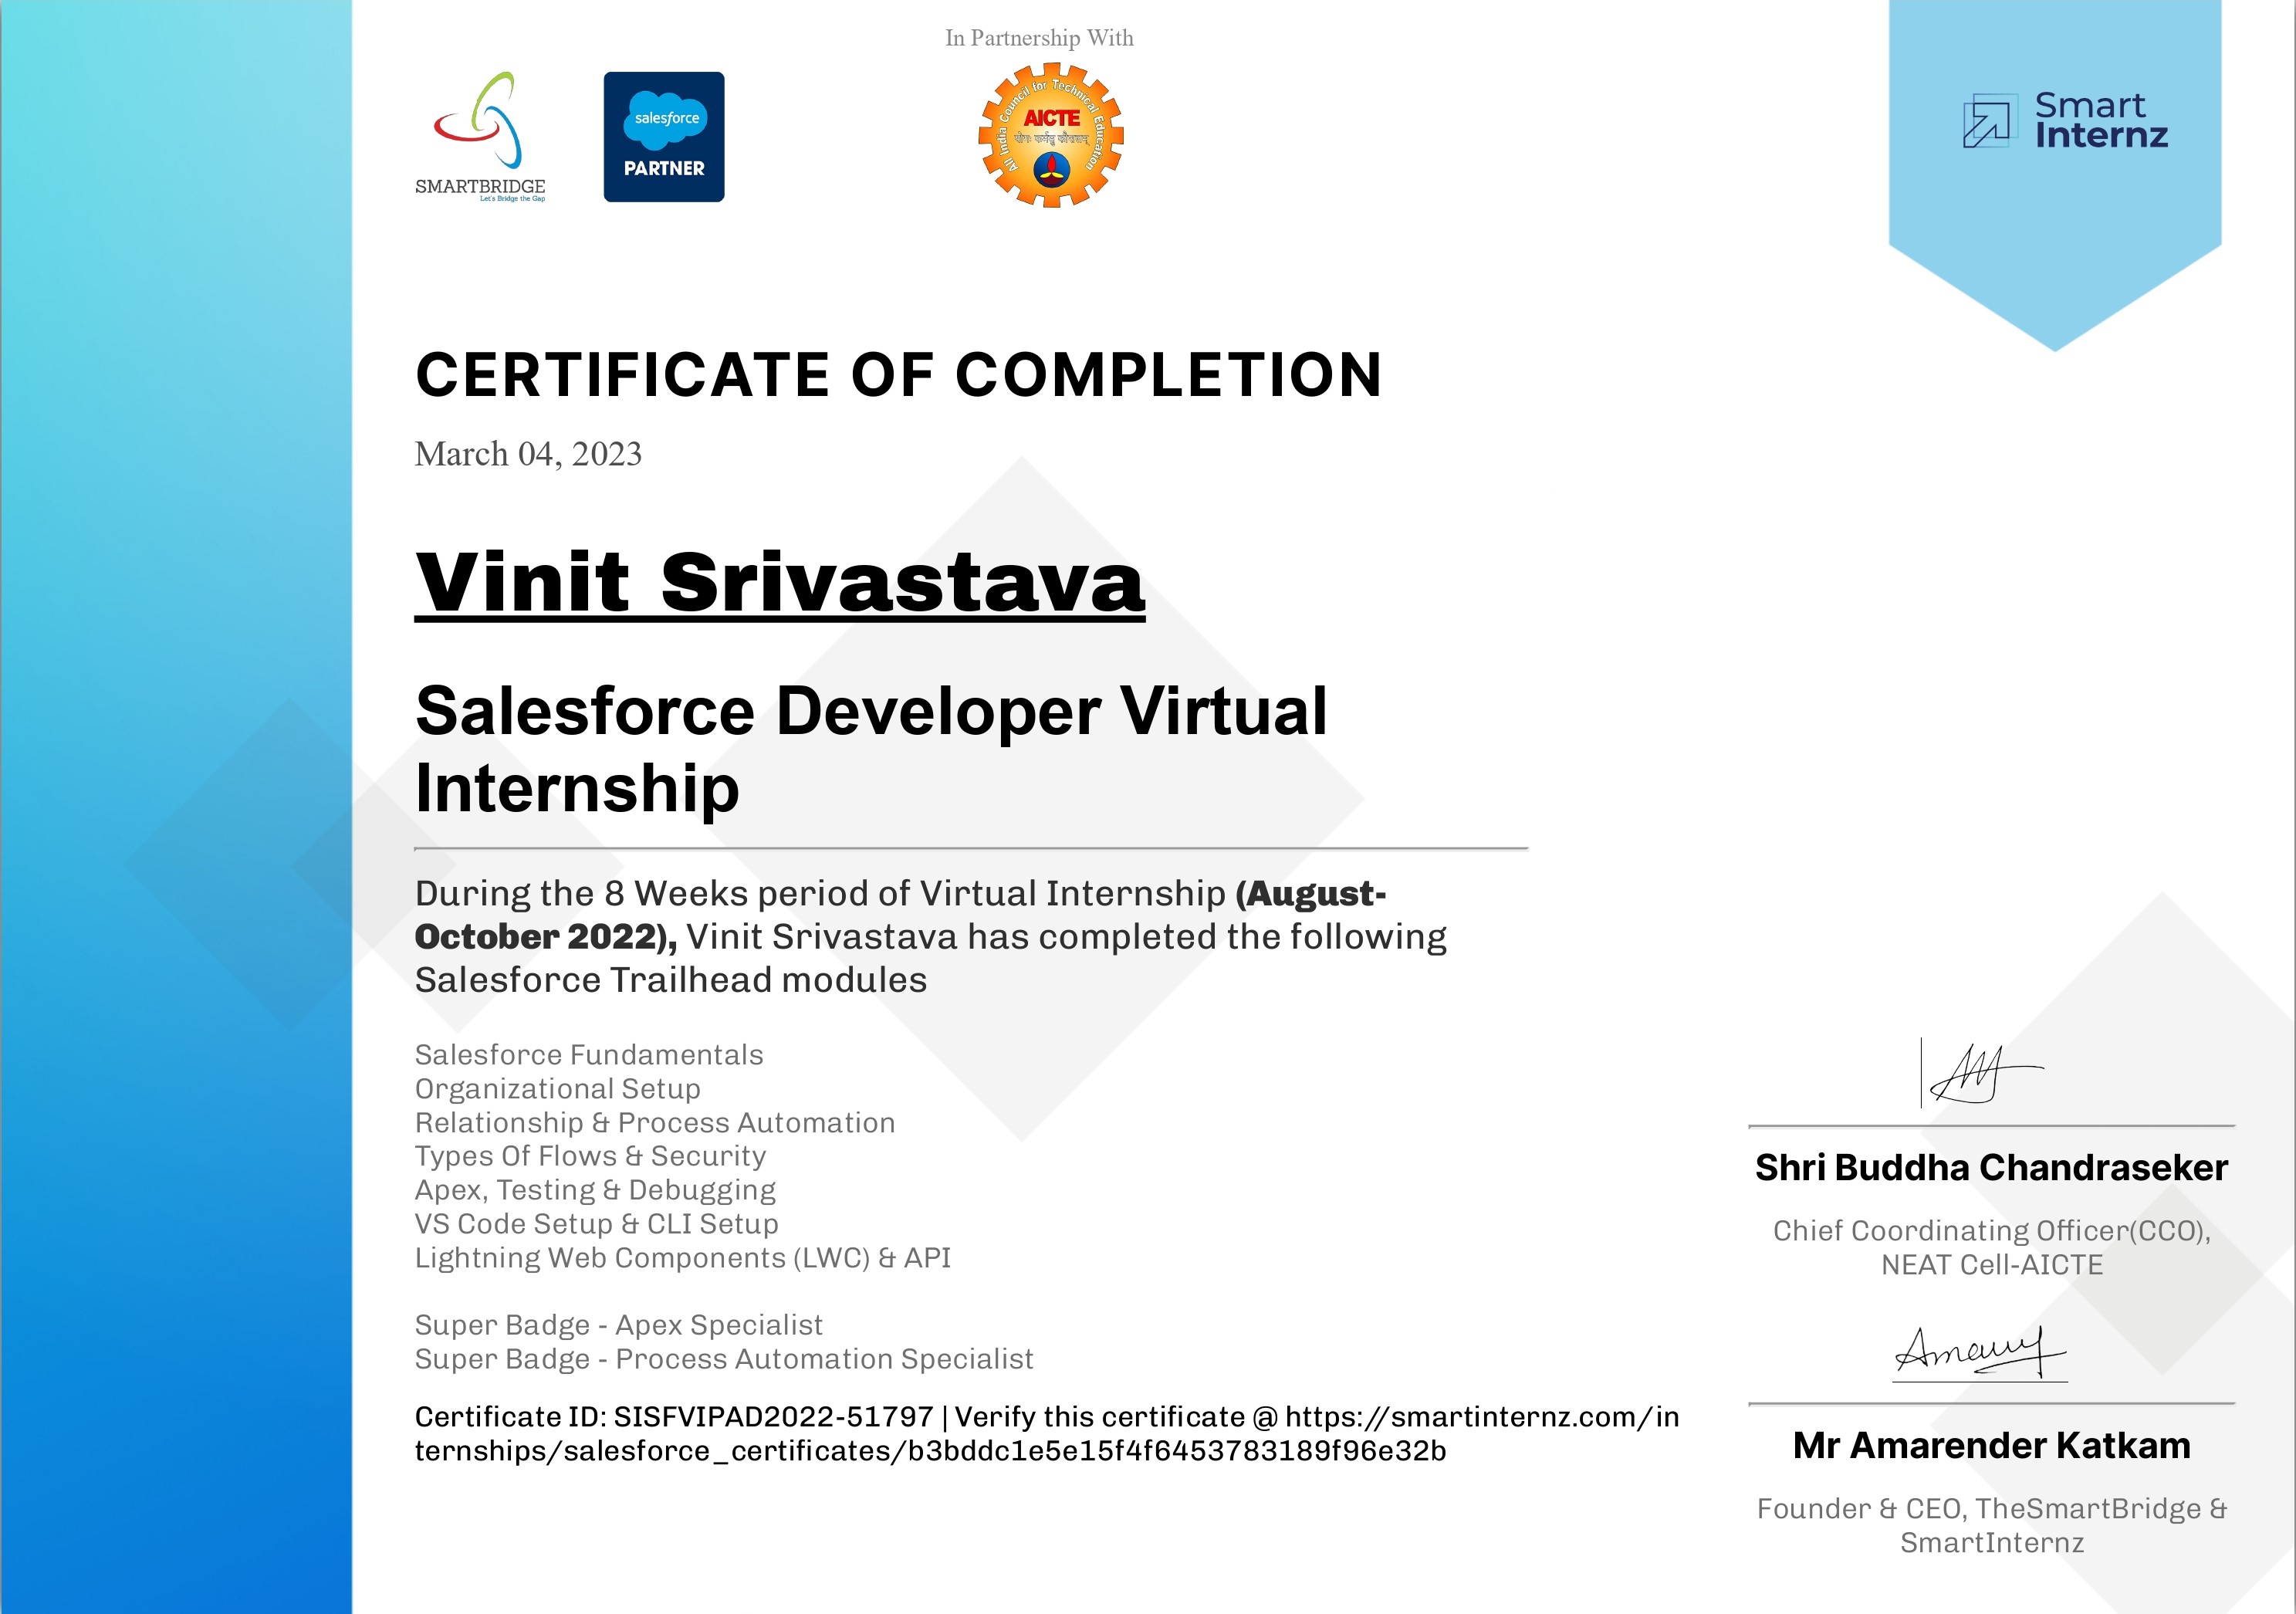 In Partnership With
SMARTBRIDGE
Let's Bridge the Gap
salesforce
PARTNER
All India Council for Technical Education
AICTE
योगः कर्मसु कौशलम्
Smart
Internz
CERTIFICATE OF COMPLETION
March 04, 2023
Vinit Srivastava
Salesforce Developer Virtual
Internship
During the 8 Weeks period of Virtual Internship (August-
October 2022), Vinit Srivastava has completed the following
Salesforce Trailhead modules
Salesforce Fundamentals
Organizational Setup
Relationship & Process Automation
Types Of Flows & Security
Apex, Testing & Debugging
VS Code Setup & CLI Setup
Lightning Web Components (LWC) & API
Super Badge - Apex Specialist
Super Badge - Process Automation Specialist
Certificate ID: SISFVIPAD2022-51797 | Verify this certificate @ https://smartinternz.com/in
ternships/salesforce_certificates/b3bddc1e5e15f4f6453783189f96e32b
Shri Buddha Chandraseker
Chief Coordinating Officer(CCO),
NEAT Cell-AICTE
Mr Amarender Katkam
Founder & CEO, TheSmartBridge &
SmartInternz